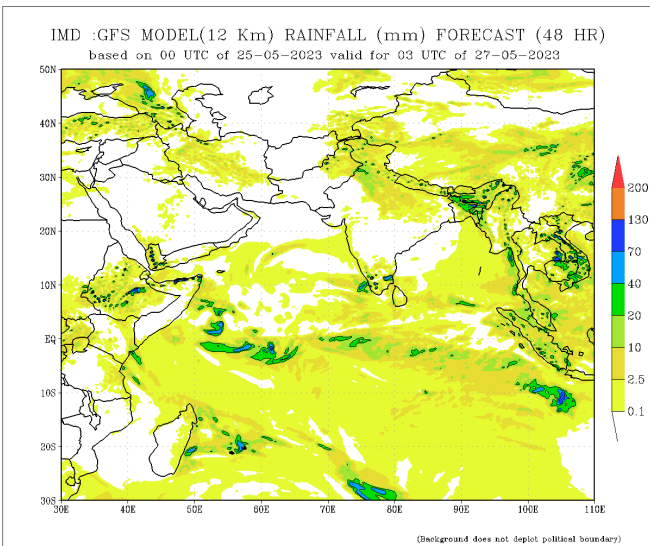 IMD :GFS MODEL(12 Km) RAINFALL (mm) FORECAST (48 HR)
based on 00 UTC of 25-05-2023 valid for 03 UTC of 27-05-2023
50N
40N
30N
20N
10N
EQ
10S
20S
30S
30E 40E 50E 60E 70E 80E 90E 100E 110E
200
130
70
40
20
10
2.5
0.1
(Background does not depict political boundary)